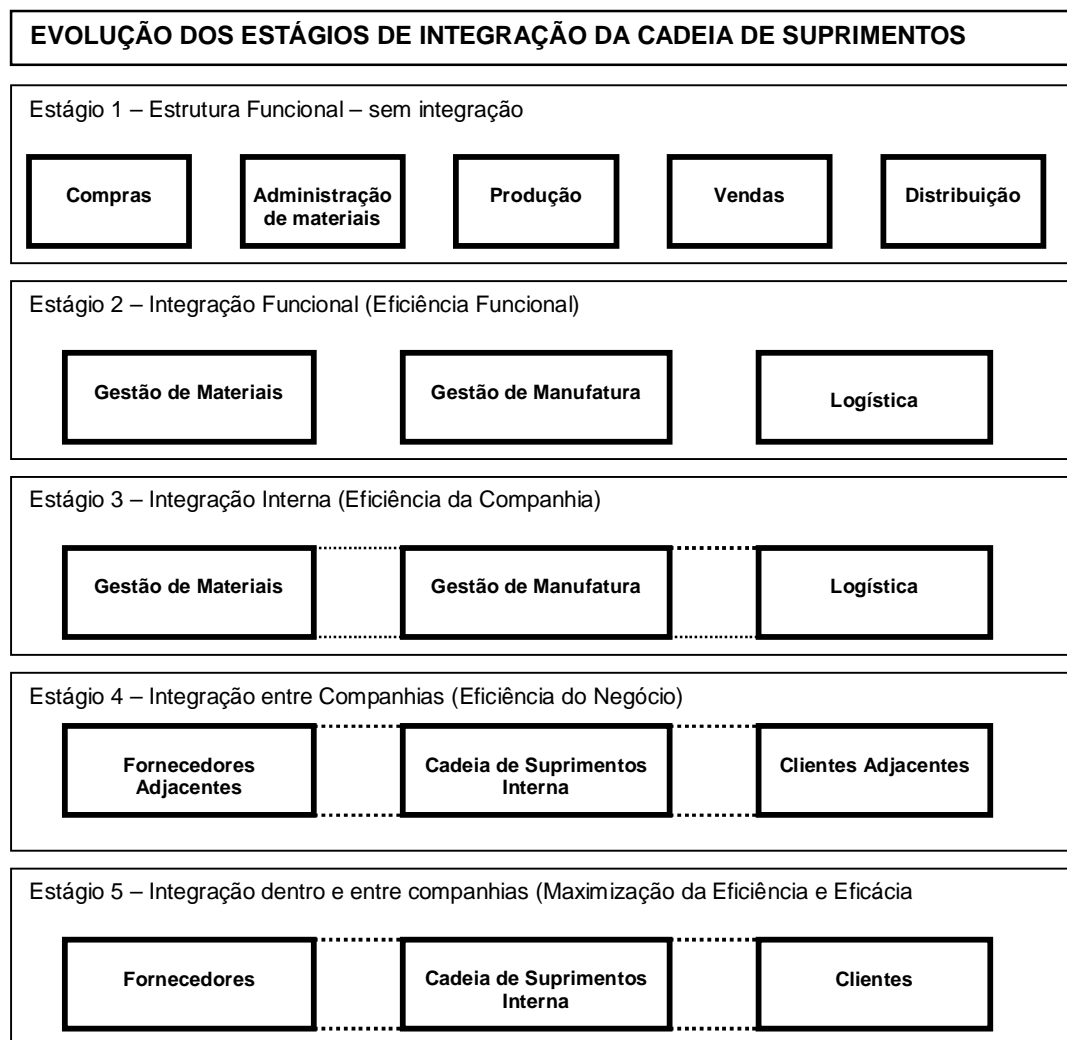 EVOLUÇÃO DOS ESTÁGIOS DE INTEGRAÇÃO DA CADEIA DE SUPRIMENTOS
Estágio 1 – Estrutura Funcional – sem integração
Compras
Administração
de materiais
Produção
Vendas
Distribuição
Estágio 2 – Integração Funcional (Eficiência Funcional)
Gestão de Materiais
Gestão de Manufatura
Logística
Estágio 3 – Integração Interna (Eficiência da Companhia)
Gestão de Materiais
Gestão de Manufatura
Logística
Estágio 4 – Integração entre Companhias (Eficiência do Negócio)
Fornecedores
Adjacentes
Cadeia de Suprimentos
Interna
Clientes Adjacentes
Estágio 5 – Integração dentro e entre companhias (Maximização da Eficiência e Eficácia
Fornecedores
Cadeia de Suprimentos
Interna
Clientes